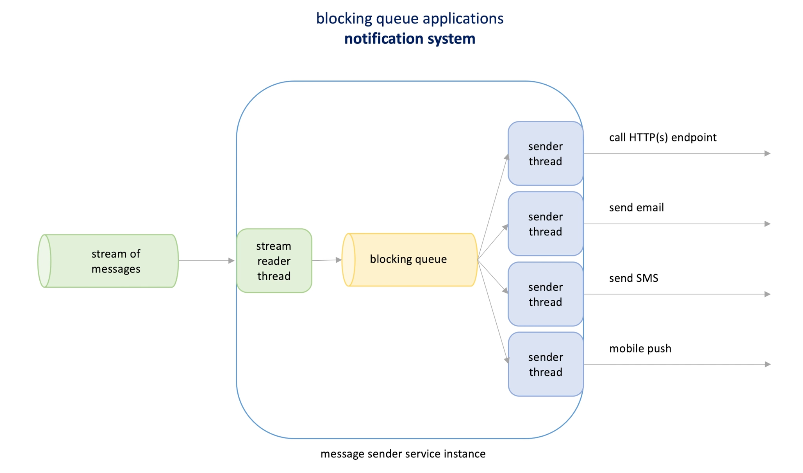 blocking queue applications
notification system
stream of
messages
stream
reader
thread
blocking queue
sender
thread
call HTTP(s) endpoint
sender
thread
send email
sender
thread
send SMS
sender
thread
mobile push
message sender service instance